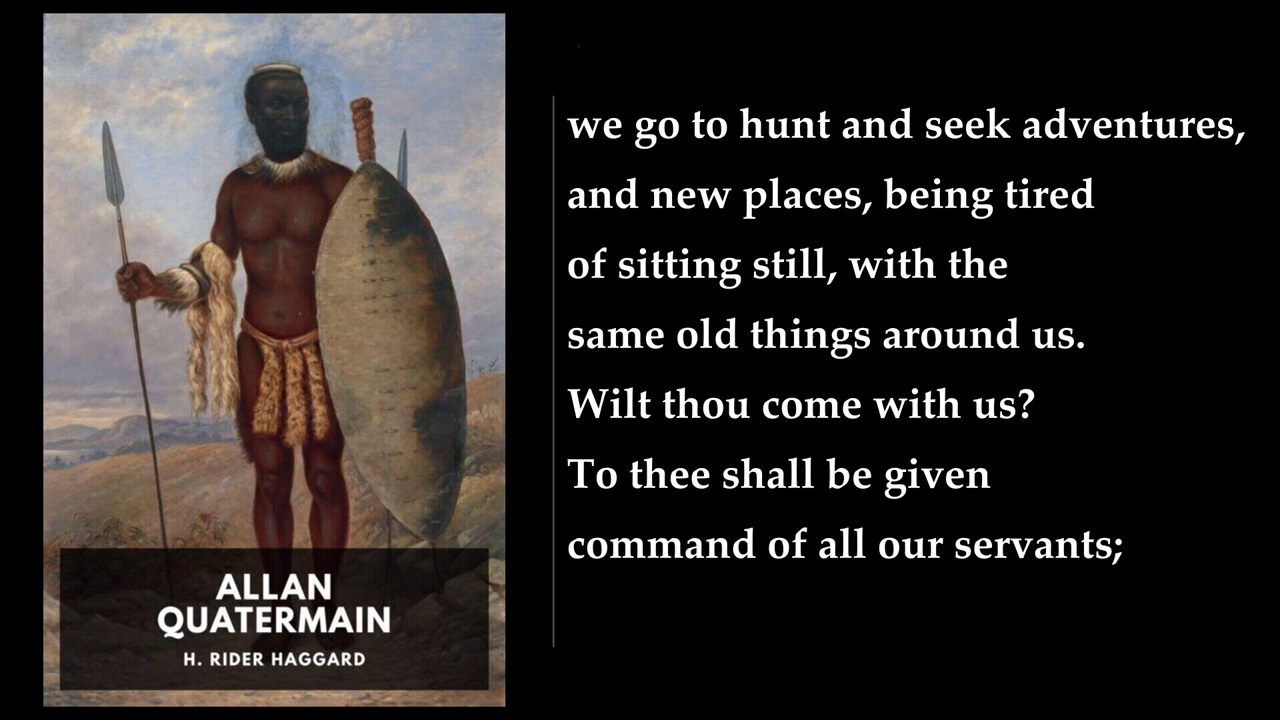 ALLAN
QUATERMAIN
H. RIDER HAGGARD
we go to hunt and seek adventures,
and new places, being tired
of sitting still, with the
same old things around us.
Wilt thou come with us?
To thee shall be given
command of all our servants;